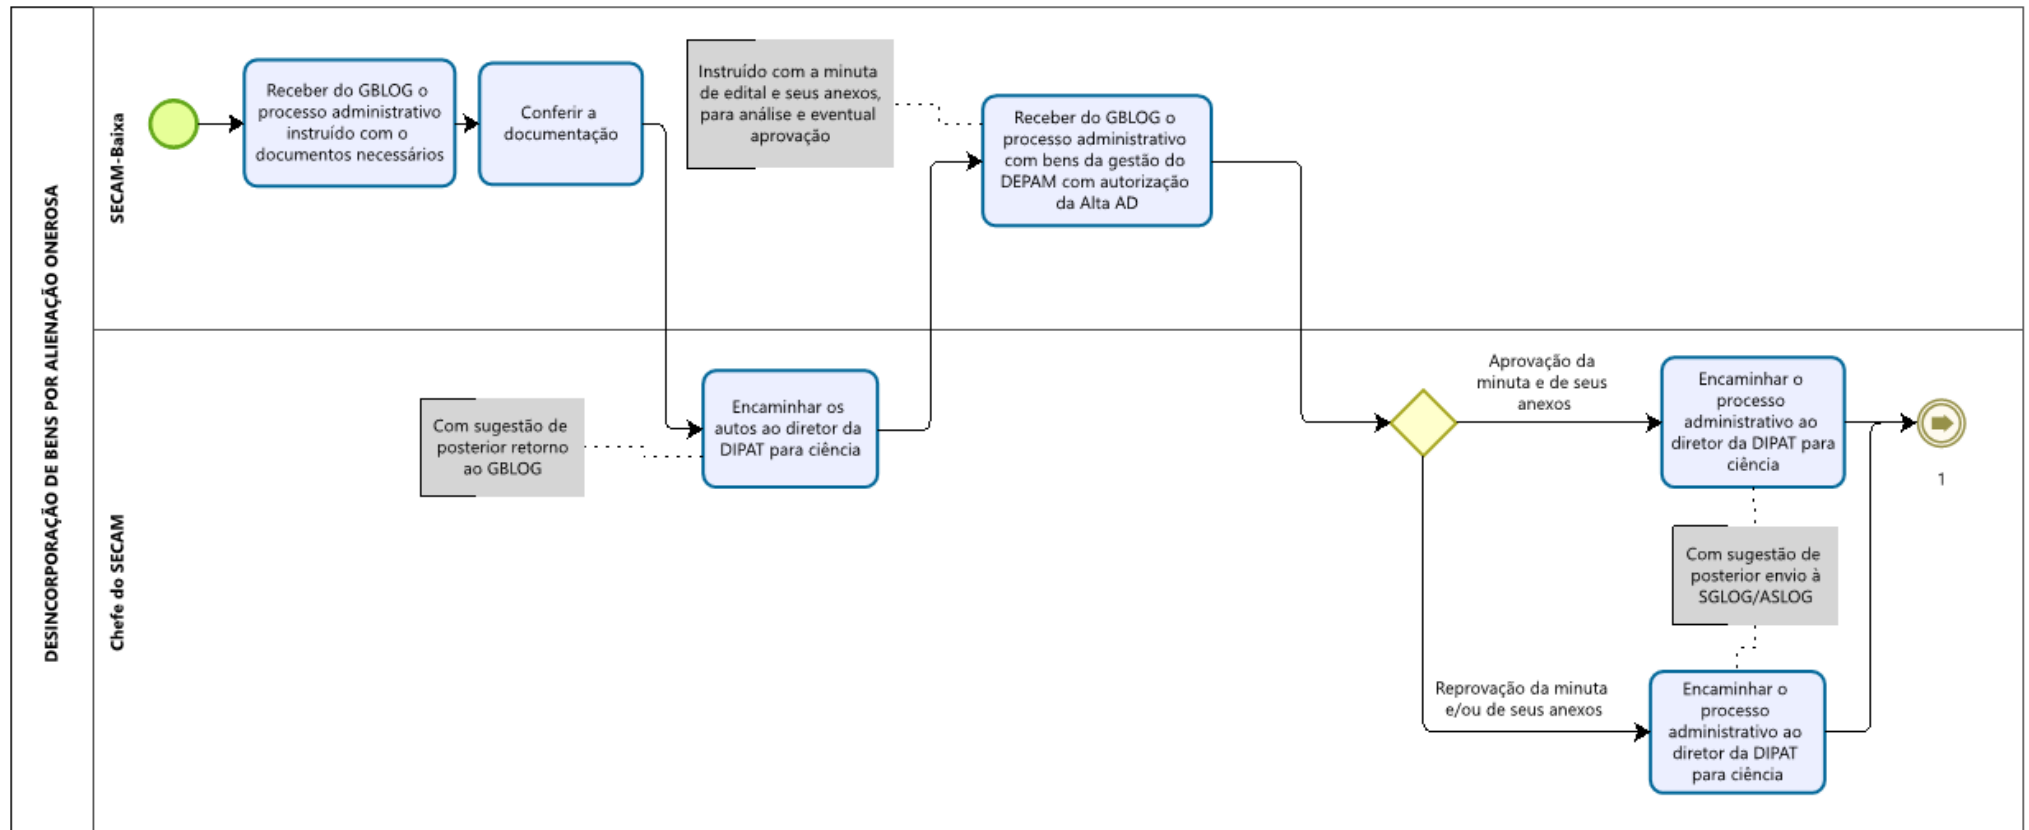 DESINCORPORAÇÃO DE BENS POR ALIENAÇÃO ONEROSA
SECAM-Baixa
Receber do GBLOG o
processo administrativo
instruído com o
documentos necessários
Conferir a
documentação
Instruído com a minuta
de edital e seus anexos,
para análise e eventual
aprovação
Receber do GBLOG o
processo administrativo
com bens da gestão do
DEPAM com autorização
da Alta AD
Chefe do SECAM
Com sugestão de
posterior retorno
ao GBLOG
Encaminhar os
autos ao diretor da
DIPAT para ciência
Aprovação da
minuta e de seus
anexos
Encaminhar o
processo
administrativo ao
diretor da DIPAT para
ciência
1
Com sugestão de
posterior envio à
SGLOG/ASLOG
Reprovação da minuta
e/ou de seus anexos
Encaminhar o
processo
administrativo ao
diretor da DIPAT
para ciência